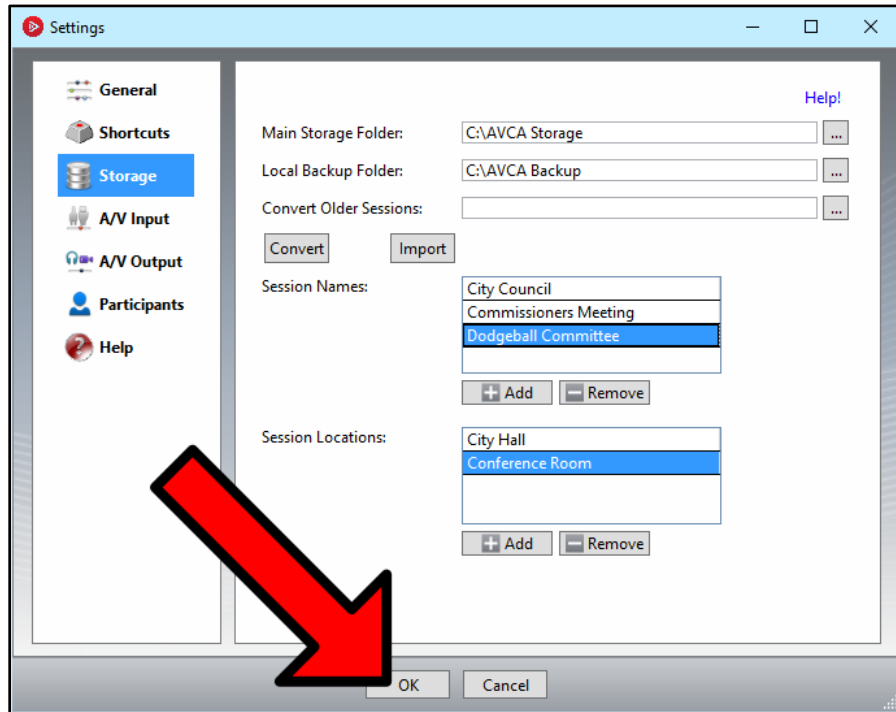 Settings
General
Shortcuts
Storage
A/V Input
A/V Output
Participants
Help
Help!
Main Storage Folder: C:\AVCA Storage ...
Local Backup Folder: C:\AVCA Backup ...
Convert Older Sessions: ...
Convert Import
Session Names:
City Council
Commissioners Meeting
Dodgeball Committee
Add Remove
Session Locations:
City Hall
Conference Room
Add Remove
OK Cancel